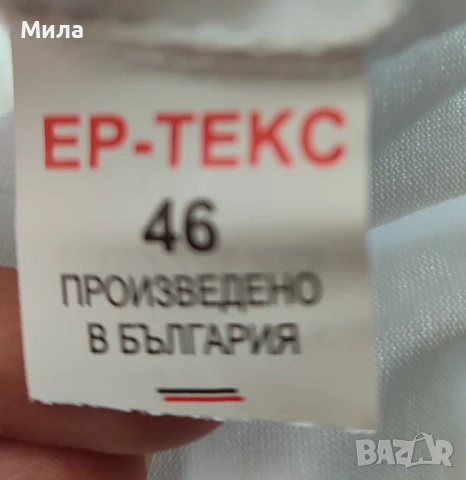 Мила
ЕР-ТЕКС
46
ПРОИЗВЕДЕНО
В БЪЛГАРИЯ
BAZAR